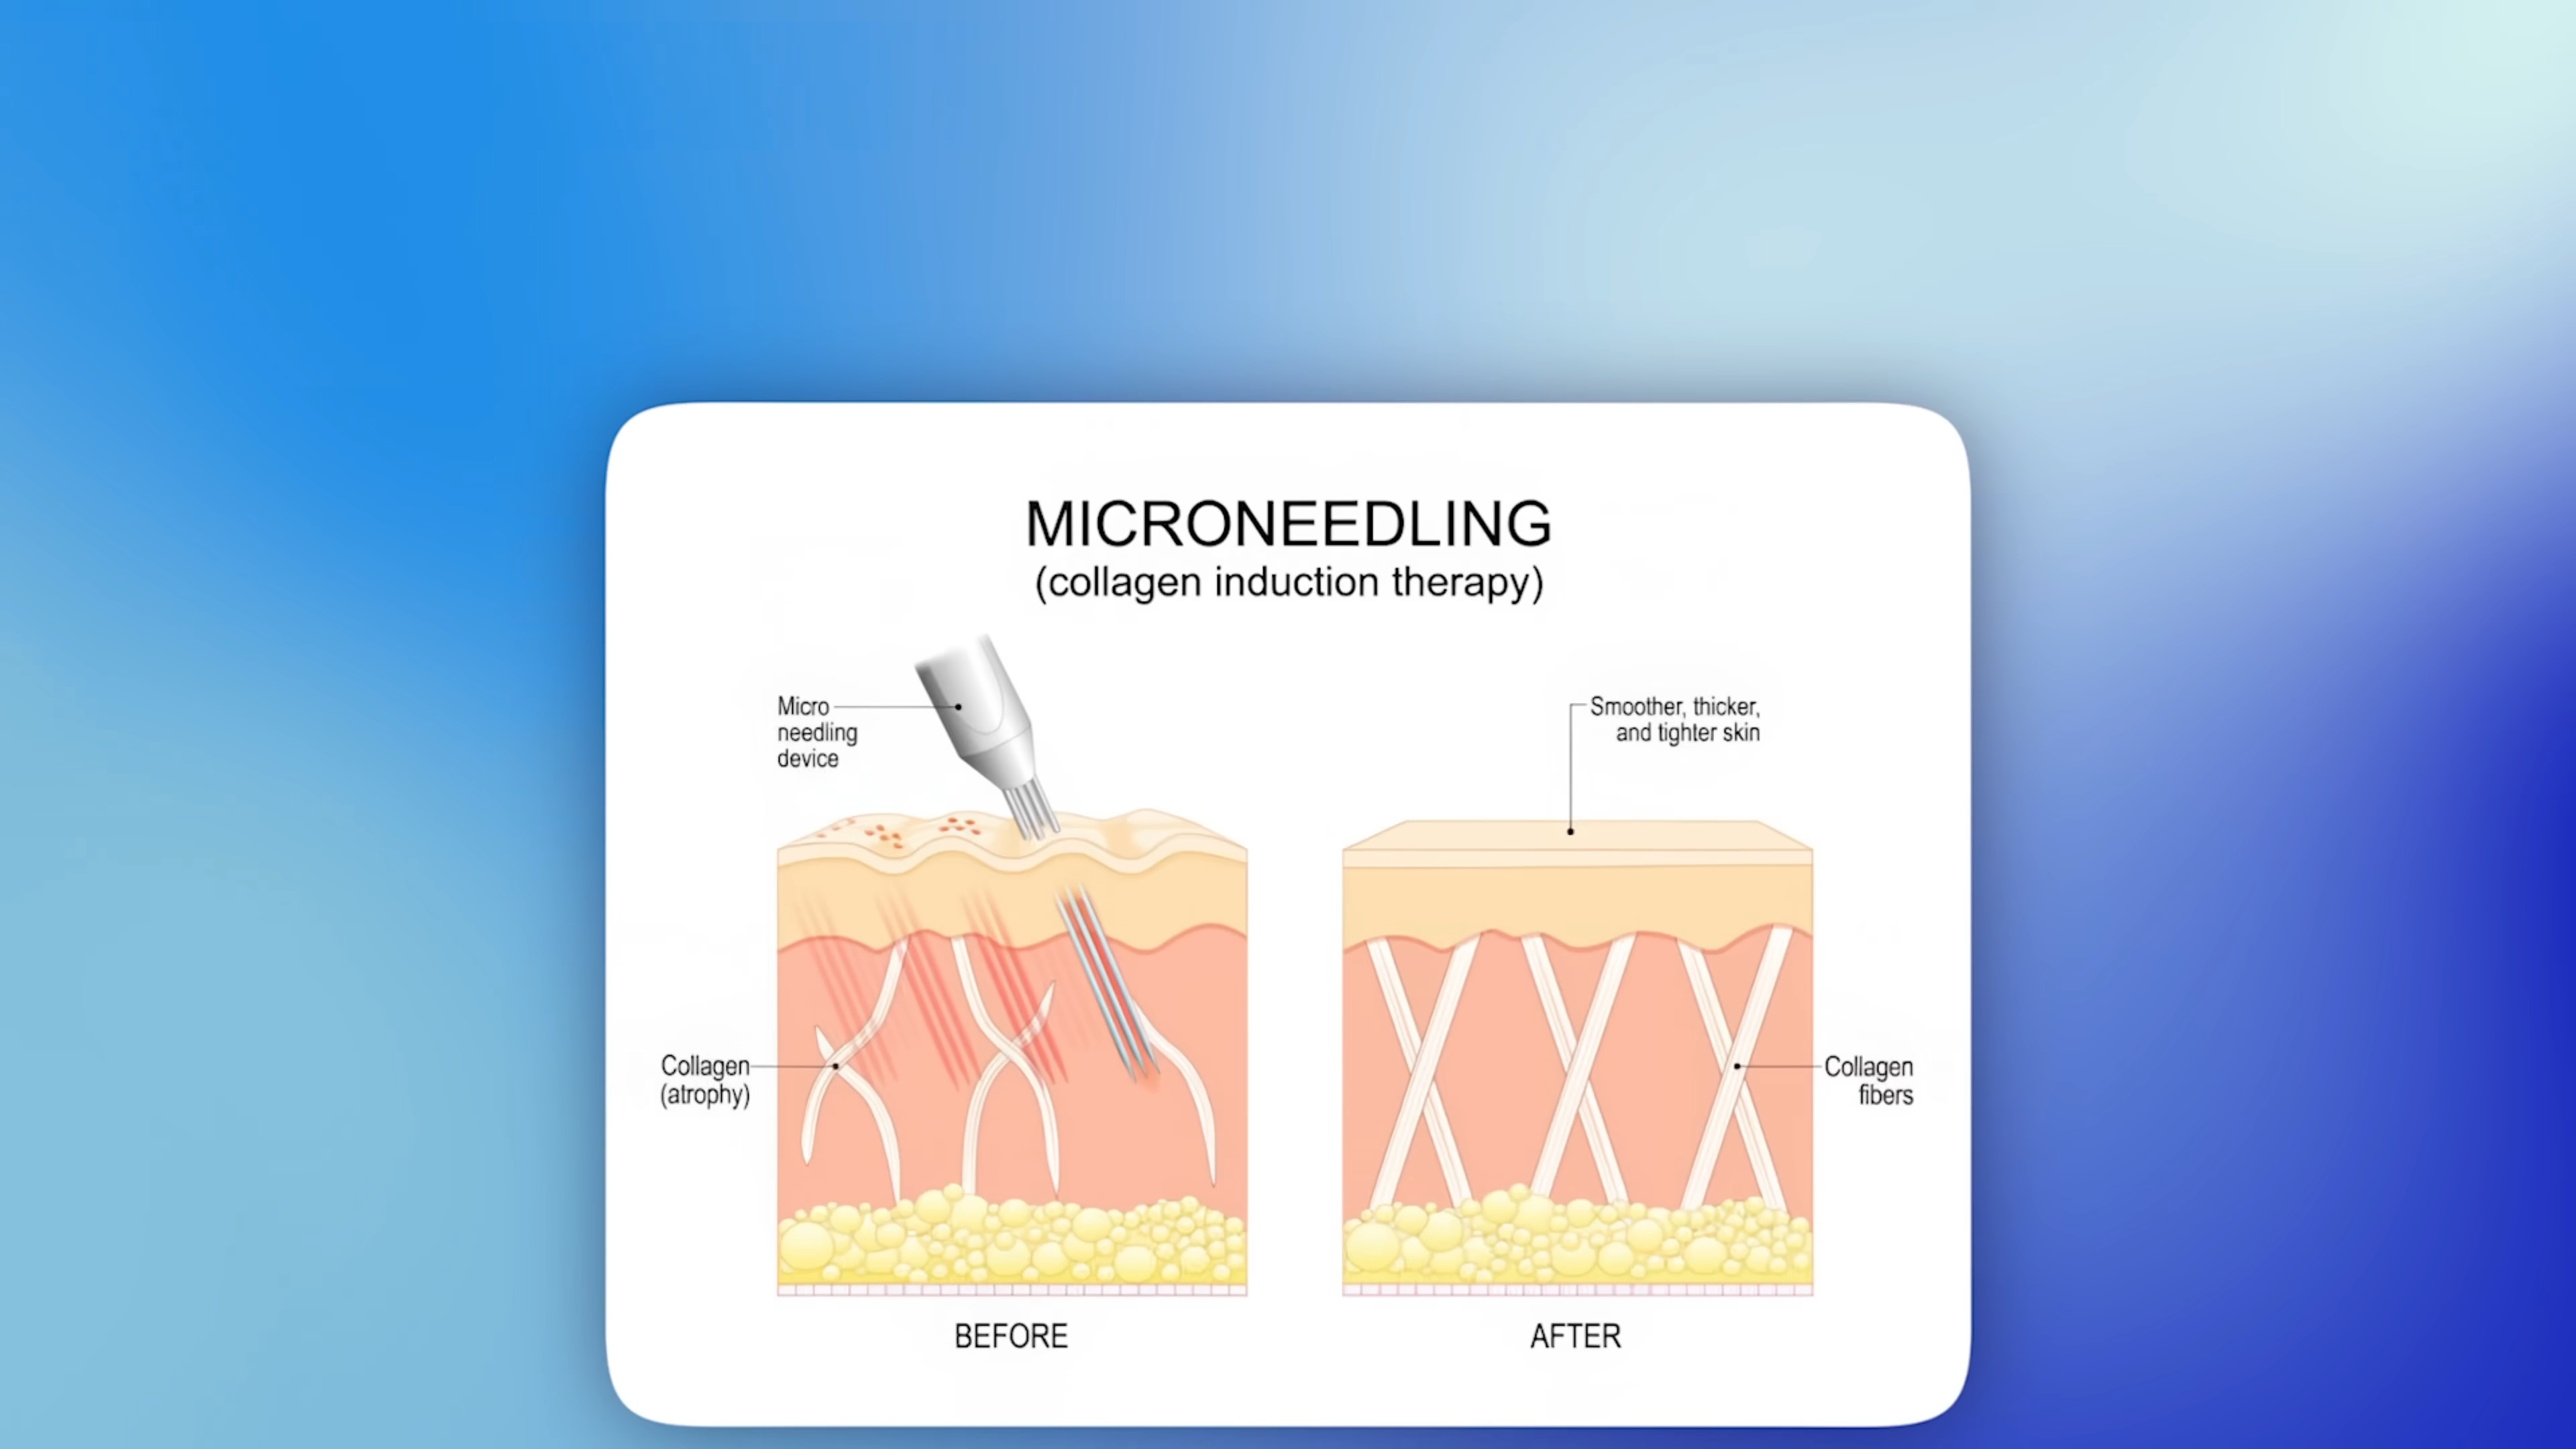 MICRONEEDLING
(collagen induction therapy)
Micro
needling
device
Smoother, thicker,
and tighter skin
Collagen
(atrophy)
Collagen
fibers
BEFORE
AFTER